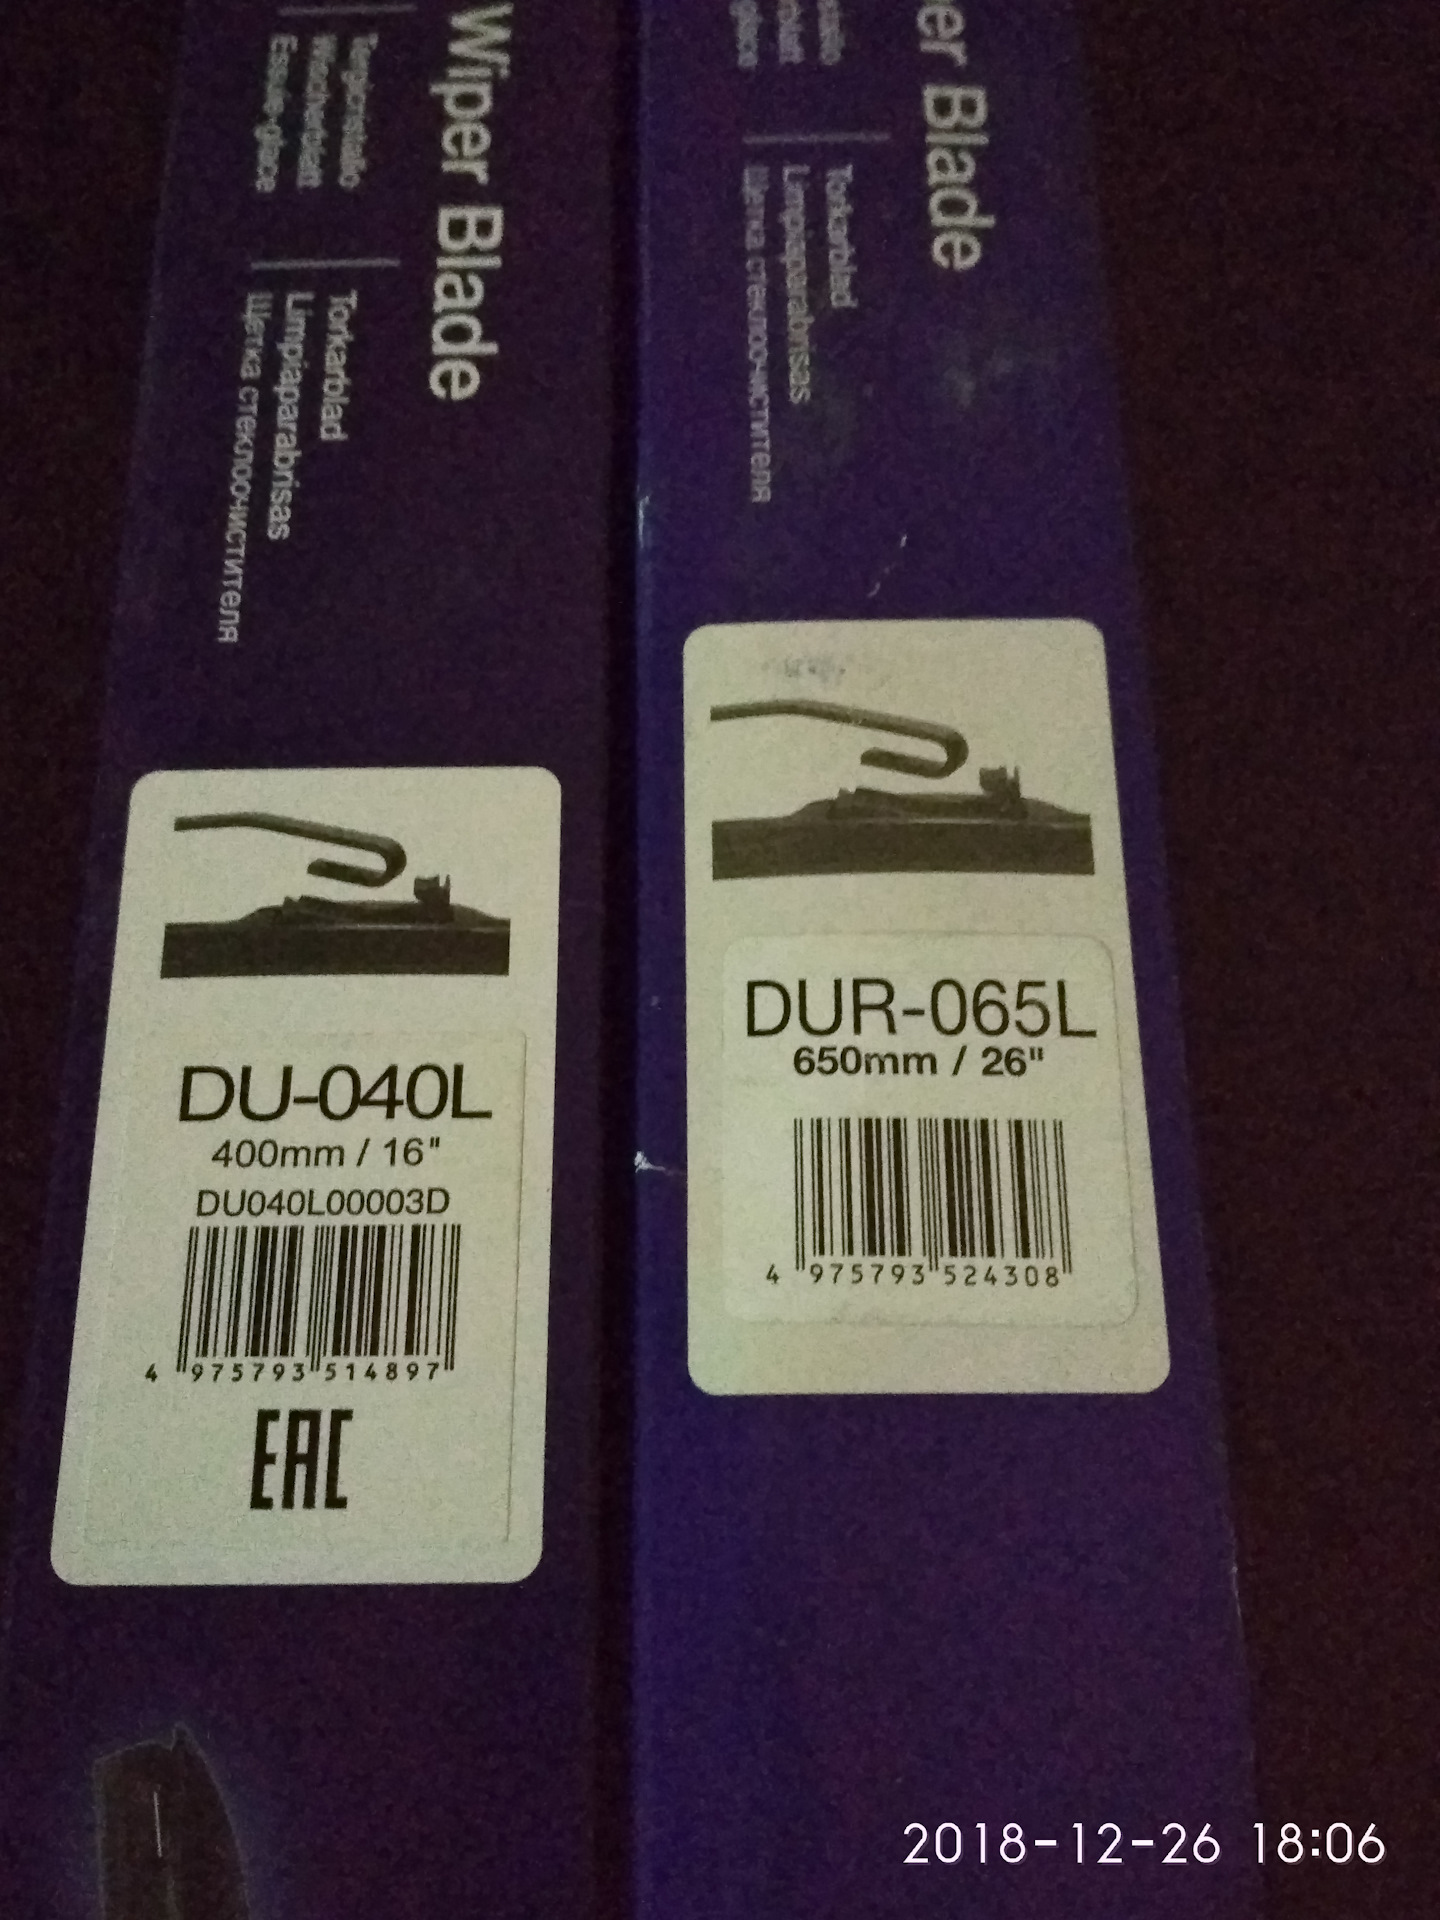 Wiper Blade
Tergicristallo
Wischerblatt
Essuie-glace
Torkarblad
Limpiaparabrisas
Щетка стеклоочистителя
DU-040L
400mm / 16"
DU040L00003D
4 975793 514897
EAC
er Blade
Torkarblad
Limpiaparabrisas
Щетка стеклоочистителя
DUR-065L
650mm / 26"
4 975793 524308
2018-12-26 18:06